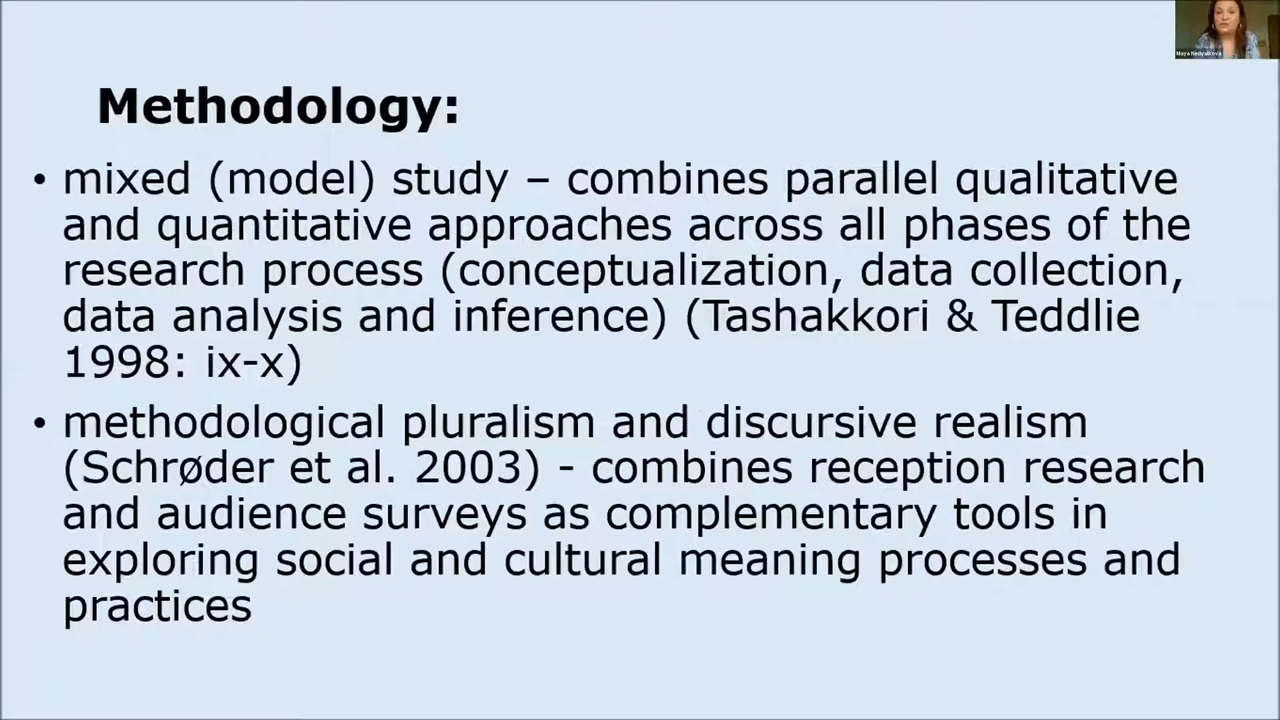 Maya Nedyalkova
Methodology:
• mixed (model) study – combines parallel qualitative
and quantitative approaches across all phases of the
research process (conceptualization, data collection,
data analysis and inference) (Tashakkori & Teddlie
1998: ix-x)
• methodological pluralism and discursive realism
(Schrøder et al. 2003) - combines reception research
and audience surveys as complementary tools in
exploring social and cultural meaning processes and
practices